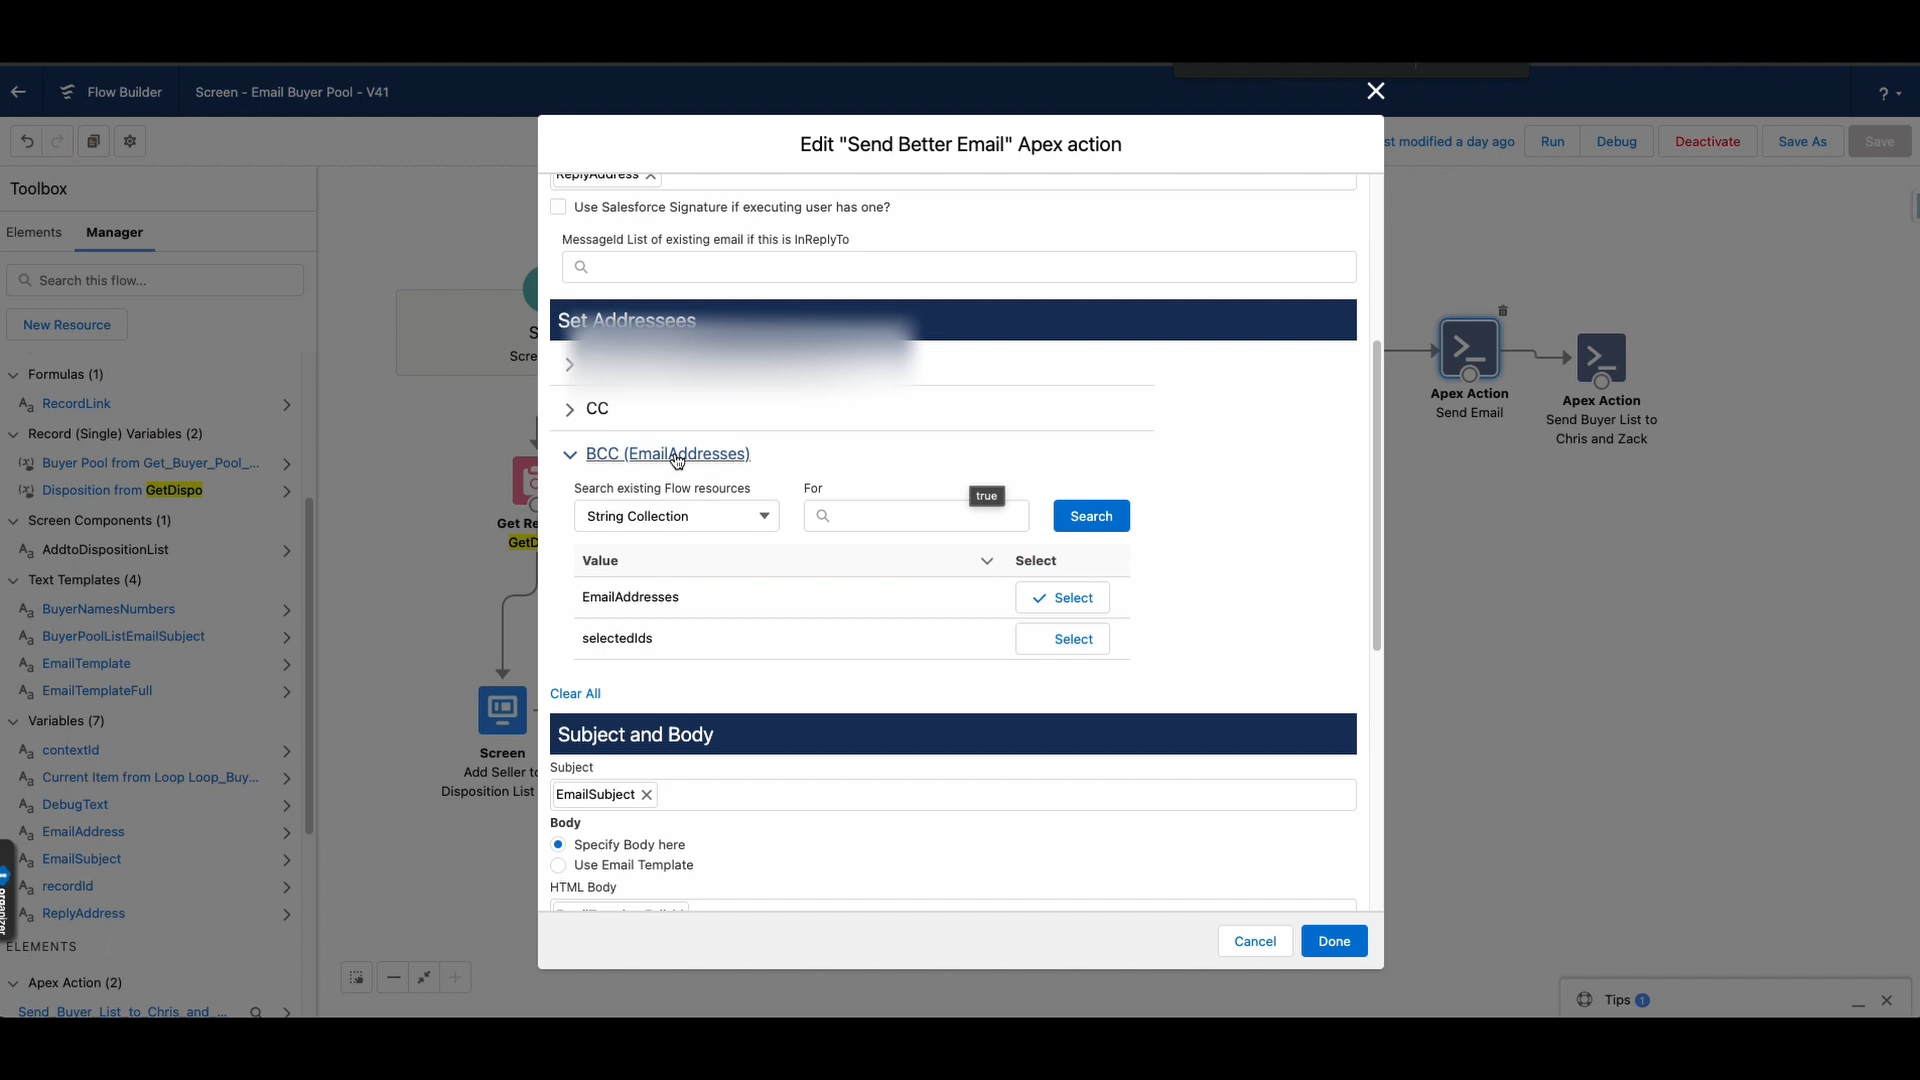 Flow Builder
Screen - Email Buyer Pool - V41
?
st modified a day ago
Run
Debug
Deactivate
Save As
Save
Toolbox
Elements
Manager
Search this flow...
New Resource
Formulas (1)
RecordLink
Record (Single) Variables (2)
Buyer Pool from Get_Buyer_Pool_...
Disposition from GetDispo
Screen Components (1)
AddtoDispositionList
Text Templates (4)
BuyerNamesNumbers
BuyerPoolListEmailSubject
EmailTemplate
EmailTemplateFull
Variables (7)
contextId
Current Item from Loop Loop_Buy...
DebugText
EmailAddress
EmailSubject
recordId
ReplyAddress
ELEMENTS
Apex Action (2)
Send_Buyer_List_to_Chris_and_...
organizer
S
Scre
Get Re
GetD
Screen
Add Seller to
Disposition List
Edit "Send Better Email" Apex action
ReplyAddress
Use Salesforce Signature if executing user has one?
MessageId List of existing email if this is InReplyTo
Set Addressees
CC
BCC (EmailAddresses)
Search existing Flow resources
For
true
String Collection
Search
Value
Select
EmailAddresses
Select
selectedIds
Select
Clear All
Subject and Body
Subject
EmailSubject
Body
Specify Body here
Use Email Template
HTML Body
Cancel
Done
Apex Action
Send Email
Apex Action
Send Buyer List to
Chris and Zack
Tips 1